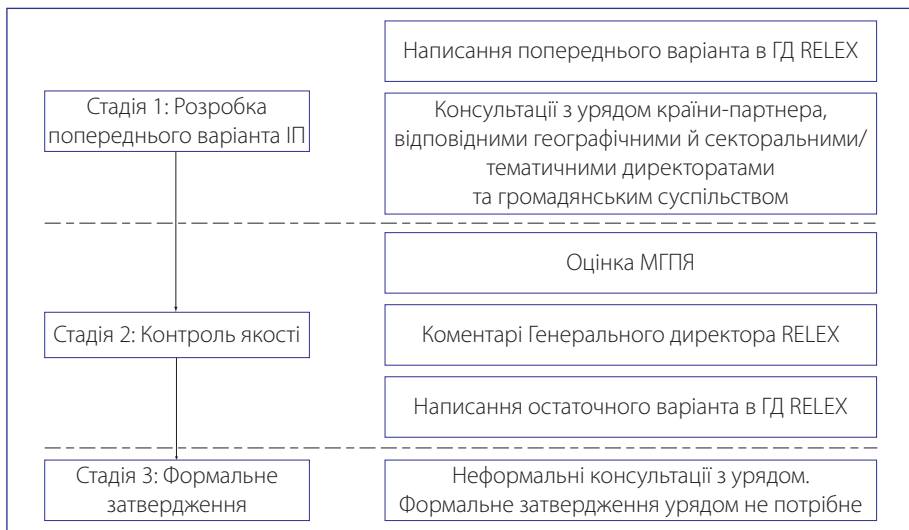 Написання попереднього варіанта в ГД RELEX
Стадія 1: Розробка
попереднього варіанта ІП
Консультації з урядом країни-партнера,
відповідними географічними й секторальними/
тематичними директоратами
та громадянським суспільством
Оцінка МГПЯ
Стадія 2: Контроль якості
Коментарі Генерального директора RELEX
Написання остаточного варіанта в ГД RELEX
Стадія 3: Формальне
затвердження
Неформальні консультації з урядом.
Формальне затвердження урядом не потрібне